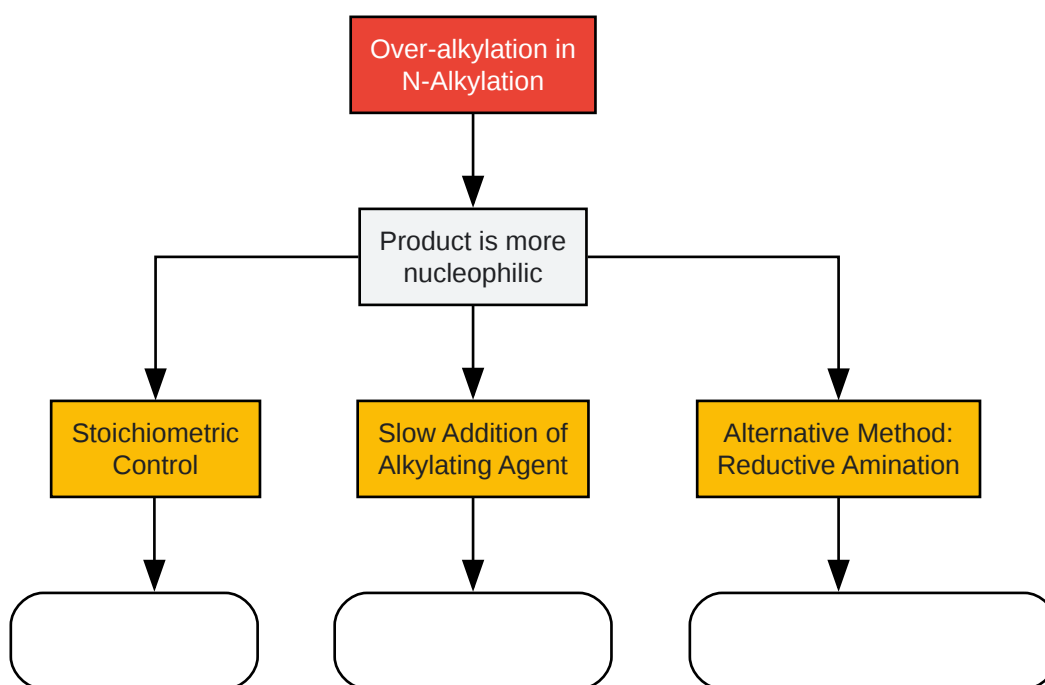 Over-alkylation in
N-Alkylation
Product is more
nucleophilic
Stoichiometric
Control
Slow Addition of
Alkylating Agent
Alternative Method:
Reductive Amination